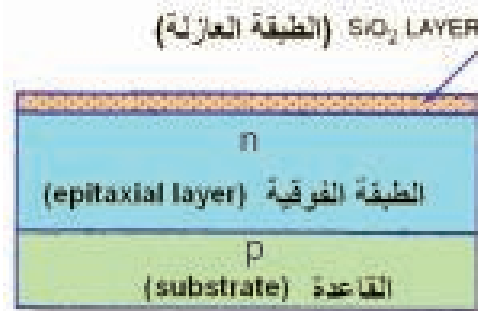 (الطبقة العازلة) SiO₂ LAYER
n
(epitaxial layer) الطبقة الفوقية
p
(substrate) القاعدة